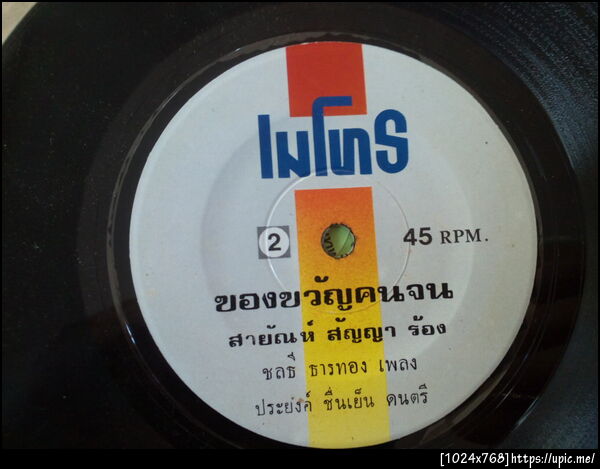 เมโทร
2 45 RPM.
ของขวัญคนจน
สายัณห์ สัญญา ร้อง
ชลธี ธารทอง เพลง
ประยงค์ ชื่นเย็น ดนตรี
[1024x768]https://upic.me/